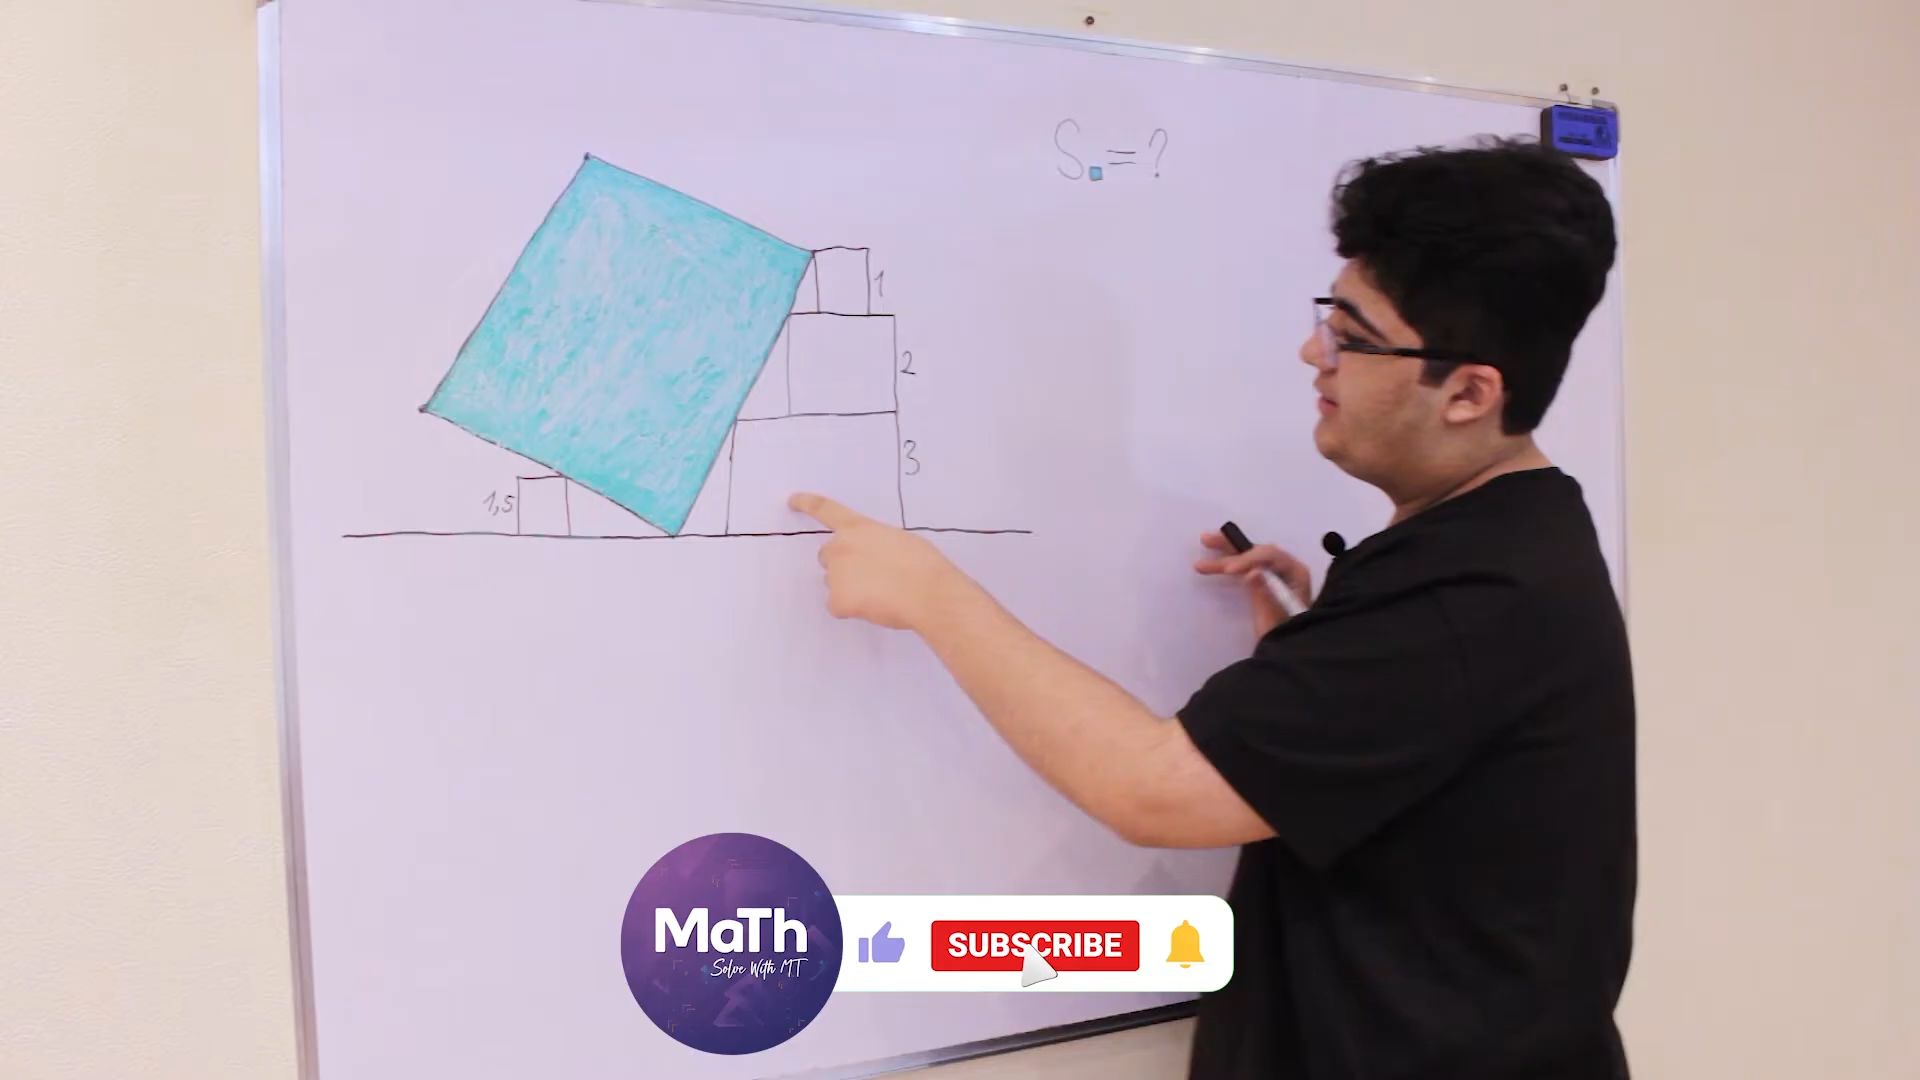 S = ?
1
2
3
1,5
MaTh
Solve With MT
SUBSCRIBE